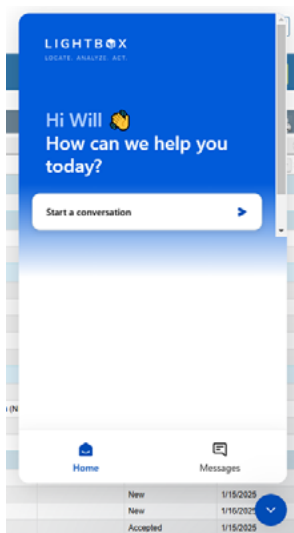 LIGHTBOX
LOCATE. ANALYZE. ACT.
Hi Will 👋
How can we help you
today?
Start a conversation
Home
Messages
(N
New 1/15/2025
New 1/16/2025
Accepted 1/15/2025